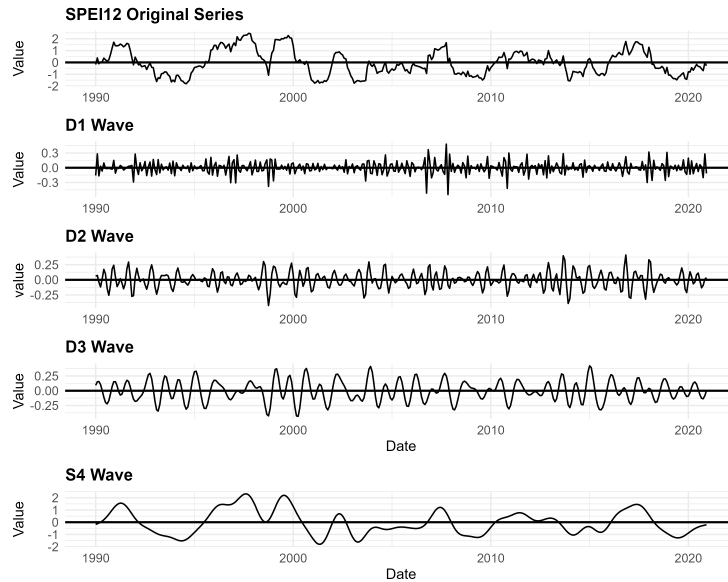 SPEI12 Original Series
Value
2
1
0
-1
-2
1990 2000 2010 2020
D1 Wave
Value
0.3
0.0
-0.3
1990 2000 2010 2020
D2 Wave
value
0.25
0.00
-0.25
1990 2000 2010 2020
D3 Wave
Value
0.25
0.00
-0.25
1990 2000 2010 2020
Date
S4 Wave
Value
2
1
0
-1
-2
1990 2000 2010 2020
Date